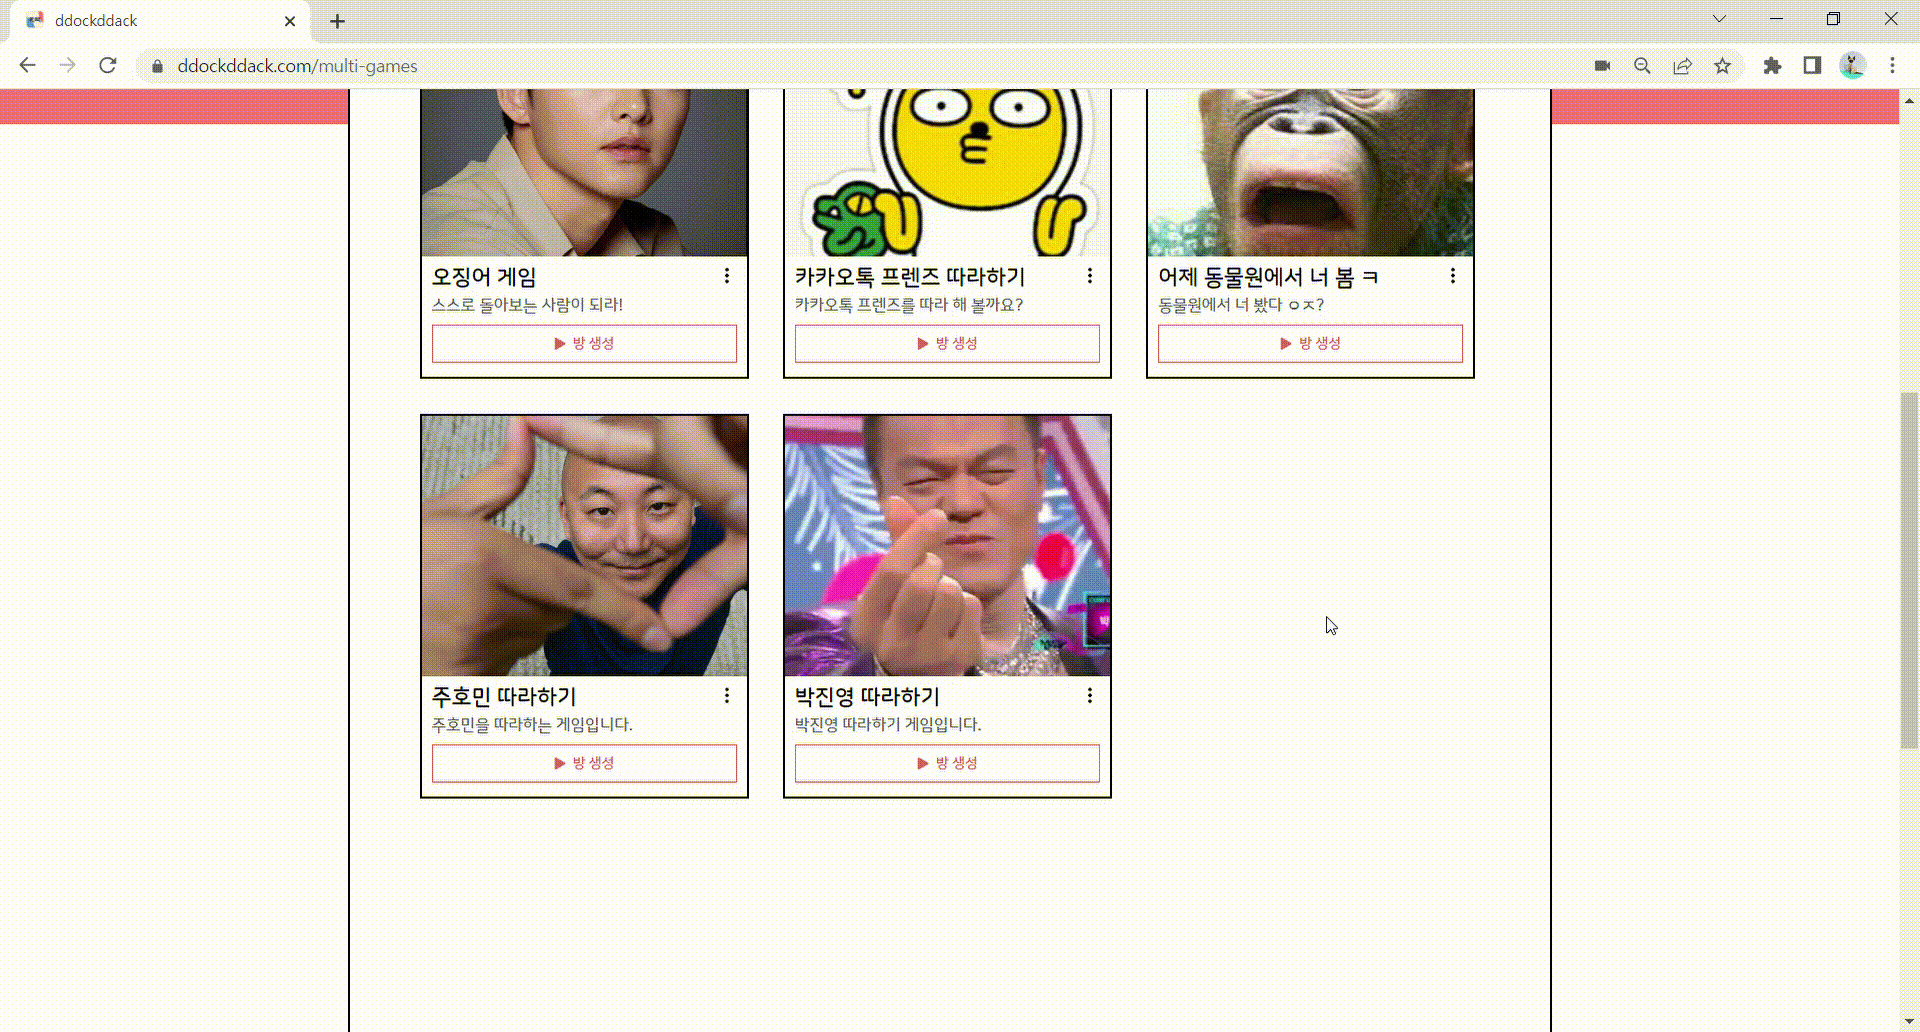 ddockddack
ddockddack.com/multi-games
오징어 게임
스스로 돌아보는 사람이 되라!
방 생성
카카오톡 프렌즈 따라하기
카카오톡 프렌즈를 따라 해 볼까요?
방 생성
어제 동물원에서 너 봄 ㅋ
동물원에서 너 봤다 ㅇㅈ?
방 생성
주호민 따라하기
주호민을 따라하는 게임입니다.
방 생성
박진영 따라하기
박진영 따라하기 게임입니다.
방 생성